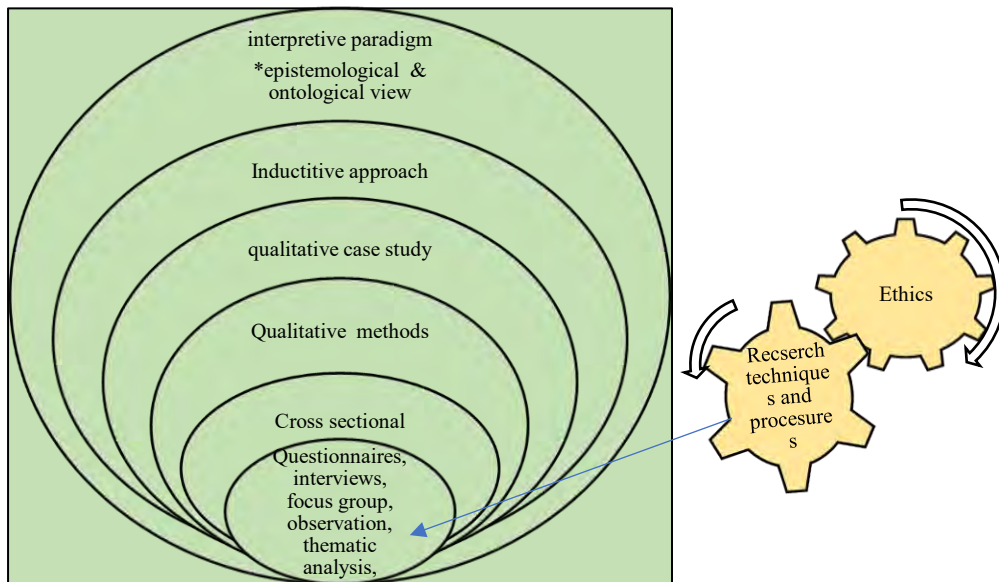 interpretive paradigm
*epistemological &
ontological view
Inductitive approach
qualitative case study
Qualitative methods
Cross sectional
Questionnaires,
interviews,
focus group,
observation,
thematic
analysis,
Ethics
Recserch
technique
s and
procesure
s